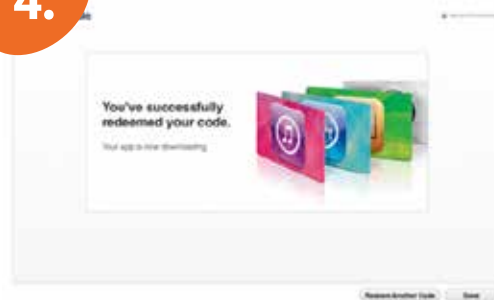 4.
You've successfully
redeemed your code.
Your app is now downloading
Redeem Another Code
Done